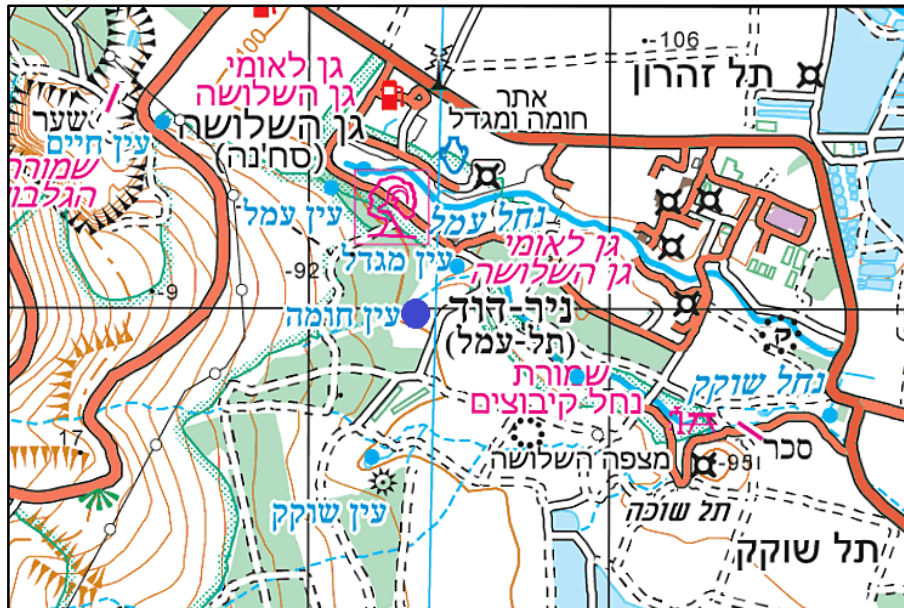 100
-106
תל זהרון
גן לאומי
גן השלושה
אתר
חומה ומגדל
שער
גן השלושה
(סח'נה)
עין חיים
שמורת
הגלבוע
עין עמל
נחל עמל
גן לאומי
גן השלושה
עין מגדל
-92
-9
עין חומה
ניר-דוד
(תל-עמל)
ק
שמורת
נחל קיבוצים
נחל שוקק
17
סכר
מצפה השלושה
-95
עין שוקק
תל שוכה
תל שוקק